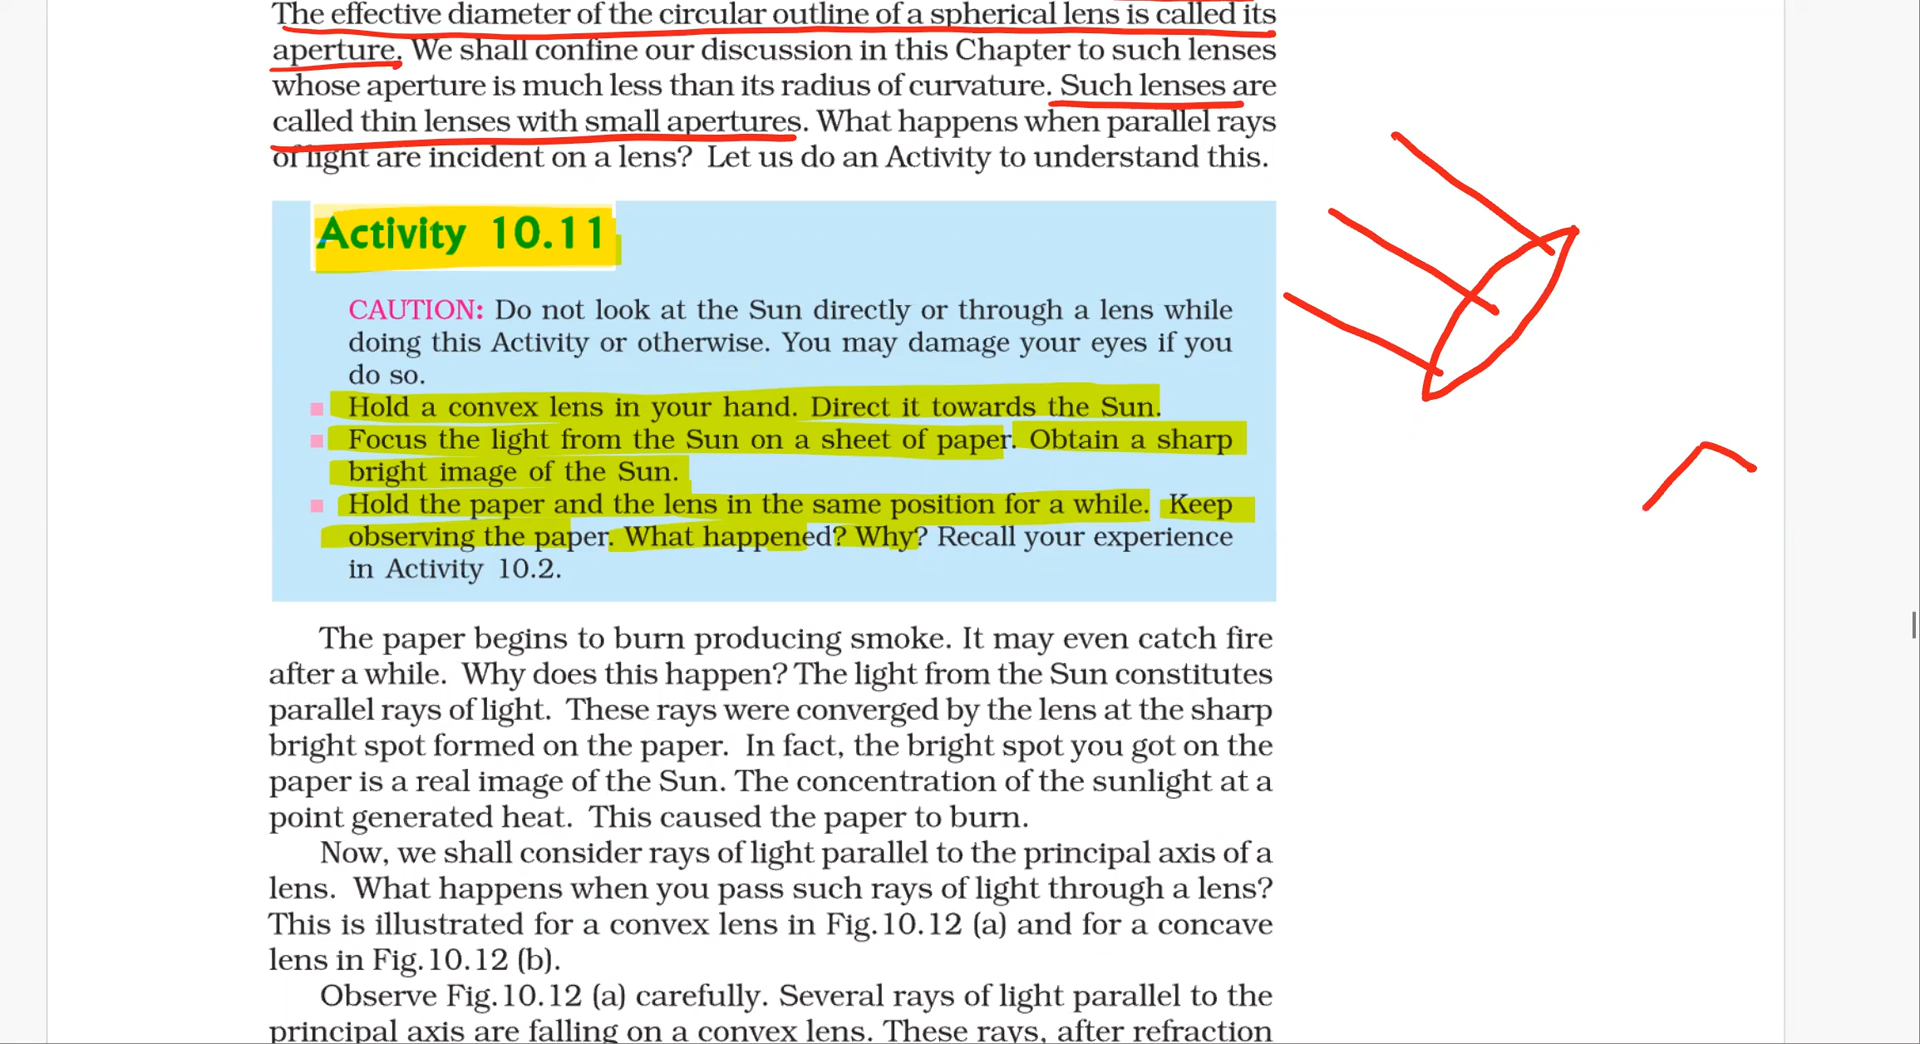 The effective diameter of the circular outline of a spherical lens is called its
aperture. We shall confine our discussion in this Chapter to such lenses
whose aperture is much less than its radius of curvature. Such lenses are
called thin lenses with small apertures. What happens when parallel rays
of light are incident on a lens? Let us do an Activity to understand this.
Activity 10.11
CAUTION: Do not look at the Sun directly or through a lens while
doing this Activity or otherwise. You may damage your eyes if you
do so.
Hold a convex lens in your hand. Direct it towards the Sun.
Focus the light from the Sun on a sheet of paper. Obtain a sharp
bright image of the Sun.
Hold the paper and the lens in the same position for a while. Keep
observing the paper. What happened? Why? Recall your experience
in Activity 10.2.
The paper begins to burn producing smoke. It may even catch fire
after a while. Why does this happen? The light from the Sun constitutes
parallel rays of light. These rays were converged by the lens at the sharp
bright spot formed on the paper. In fact, the bright spot you got on the
paper is a real image of the Sun. The concentration of the sunlight at a
point generated heat. This caused the paper to burn.
Now, we shall consider rays of light parallel to the principal axis of a
lens. What happens when you pass such rays of light through a lens?
This is illustrated for a convex lens in Fig.10.12 (a) and for a concave
lens in Fig.10.12 (b).
Observe Fig.10.12 (a) carefully. Several rays of light parallel to the
principal axis are falling on a convex lens. These rays, after refraction